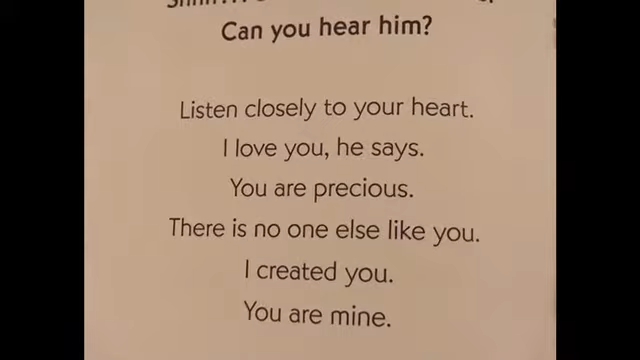 Can you hear him?
Listen closely to your heart.
I love you, he says.
You are precious.
There is no one else like you.
I created you.
You are mine.